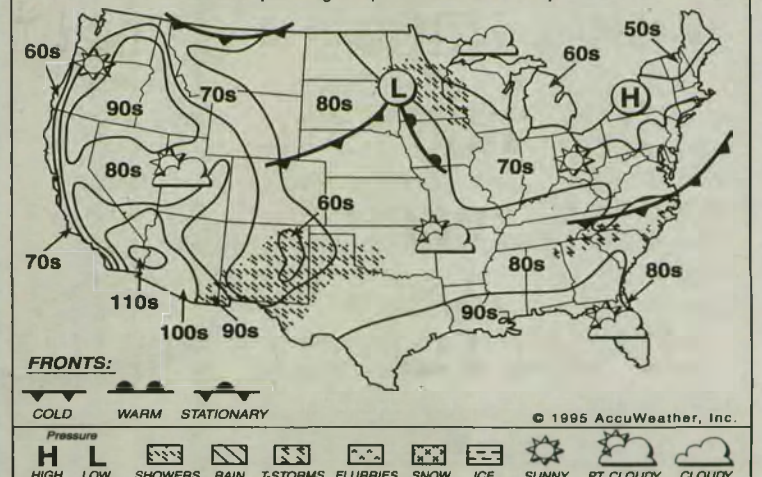 50s
60s
60s
90s
70s
80s
L
H
80s
70s
60s
70s
80s
80s
110s
90s
100s
90s
FRONTS:
COLD WARM STATIONARY
© 1995 AccuWeather, Inc.
Pressure
H L
HIGH LOW SHOWERS RAIN T-STORMS FLURRIES SNOW ICE SUNNY PT. CLOUDY CLOUDY